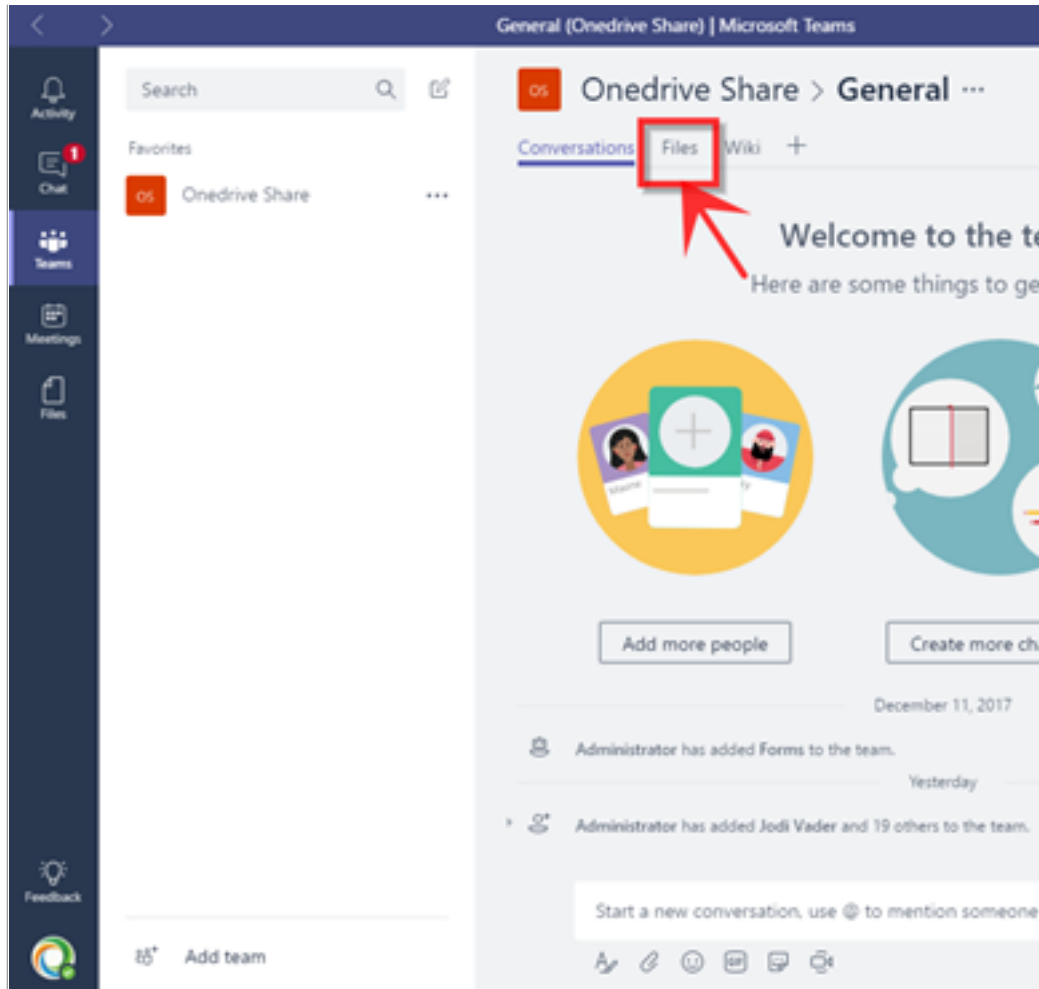 General (Onedrive Share) | Microsoft Teams
Activity
Chat
1
Teams
Meetings
Files
Feedback
Search
Favorites
OS Onedrive Share ...
Add team
OS Onedrive Share > General ...
Conversations Files Wiki +
Welcome to the te
Here are some things to ge
Maxine
y
Add more people
Create more cha
December 11, 2017
Administrator has added Forms to the team.
Yesterday
Administrator has added Jodi Vader and 19 others to the team.
Start a new conversation, use @ to mention someone
GIF